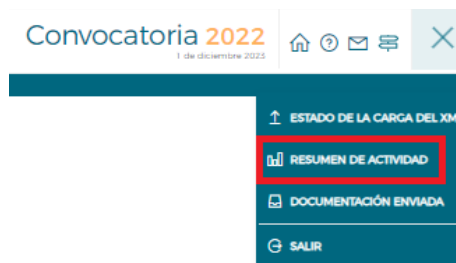 Convocatoria 2022
1 de diciembre 2023
ESTADO DE LA CARGA DEL XM
RESUMEN DE ACTIVIDAD
DOCUMENTACIÓN ENVIADA
SALIR